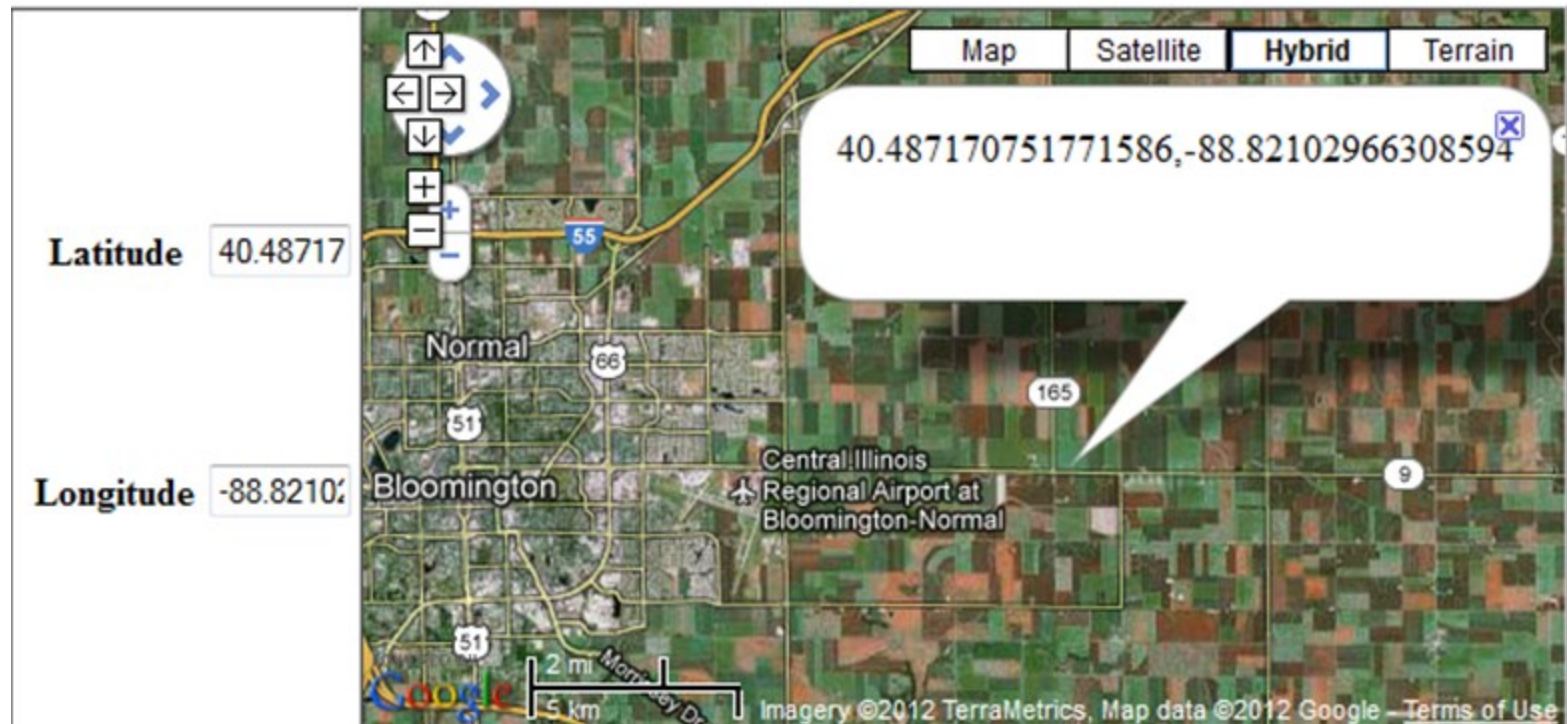 Map Satellite Hybrid Terrain
40.487170751771586,-88.82102966308594
Latitude 40.48717
55
Normal
66
165
51
Central Illinois
Regional Airport at
Bloomington-Normal
9
Longitude -88.82102
Bloomington
51
2 mi
5 km
Google
Imagery ©2012 TerraMetrics, Map data ©2012 Google - Terms of Use